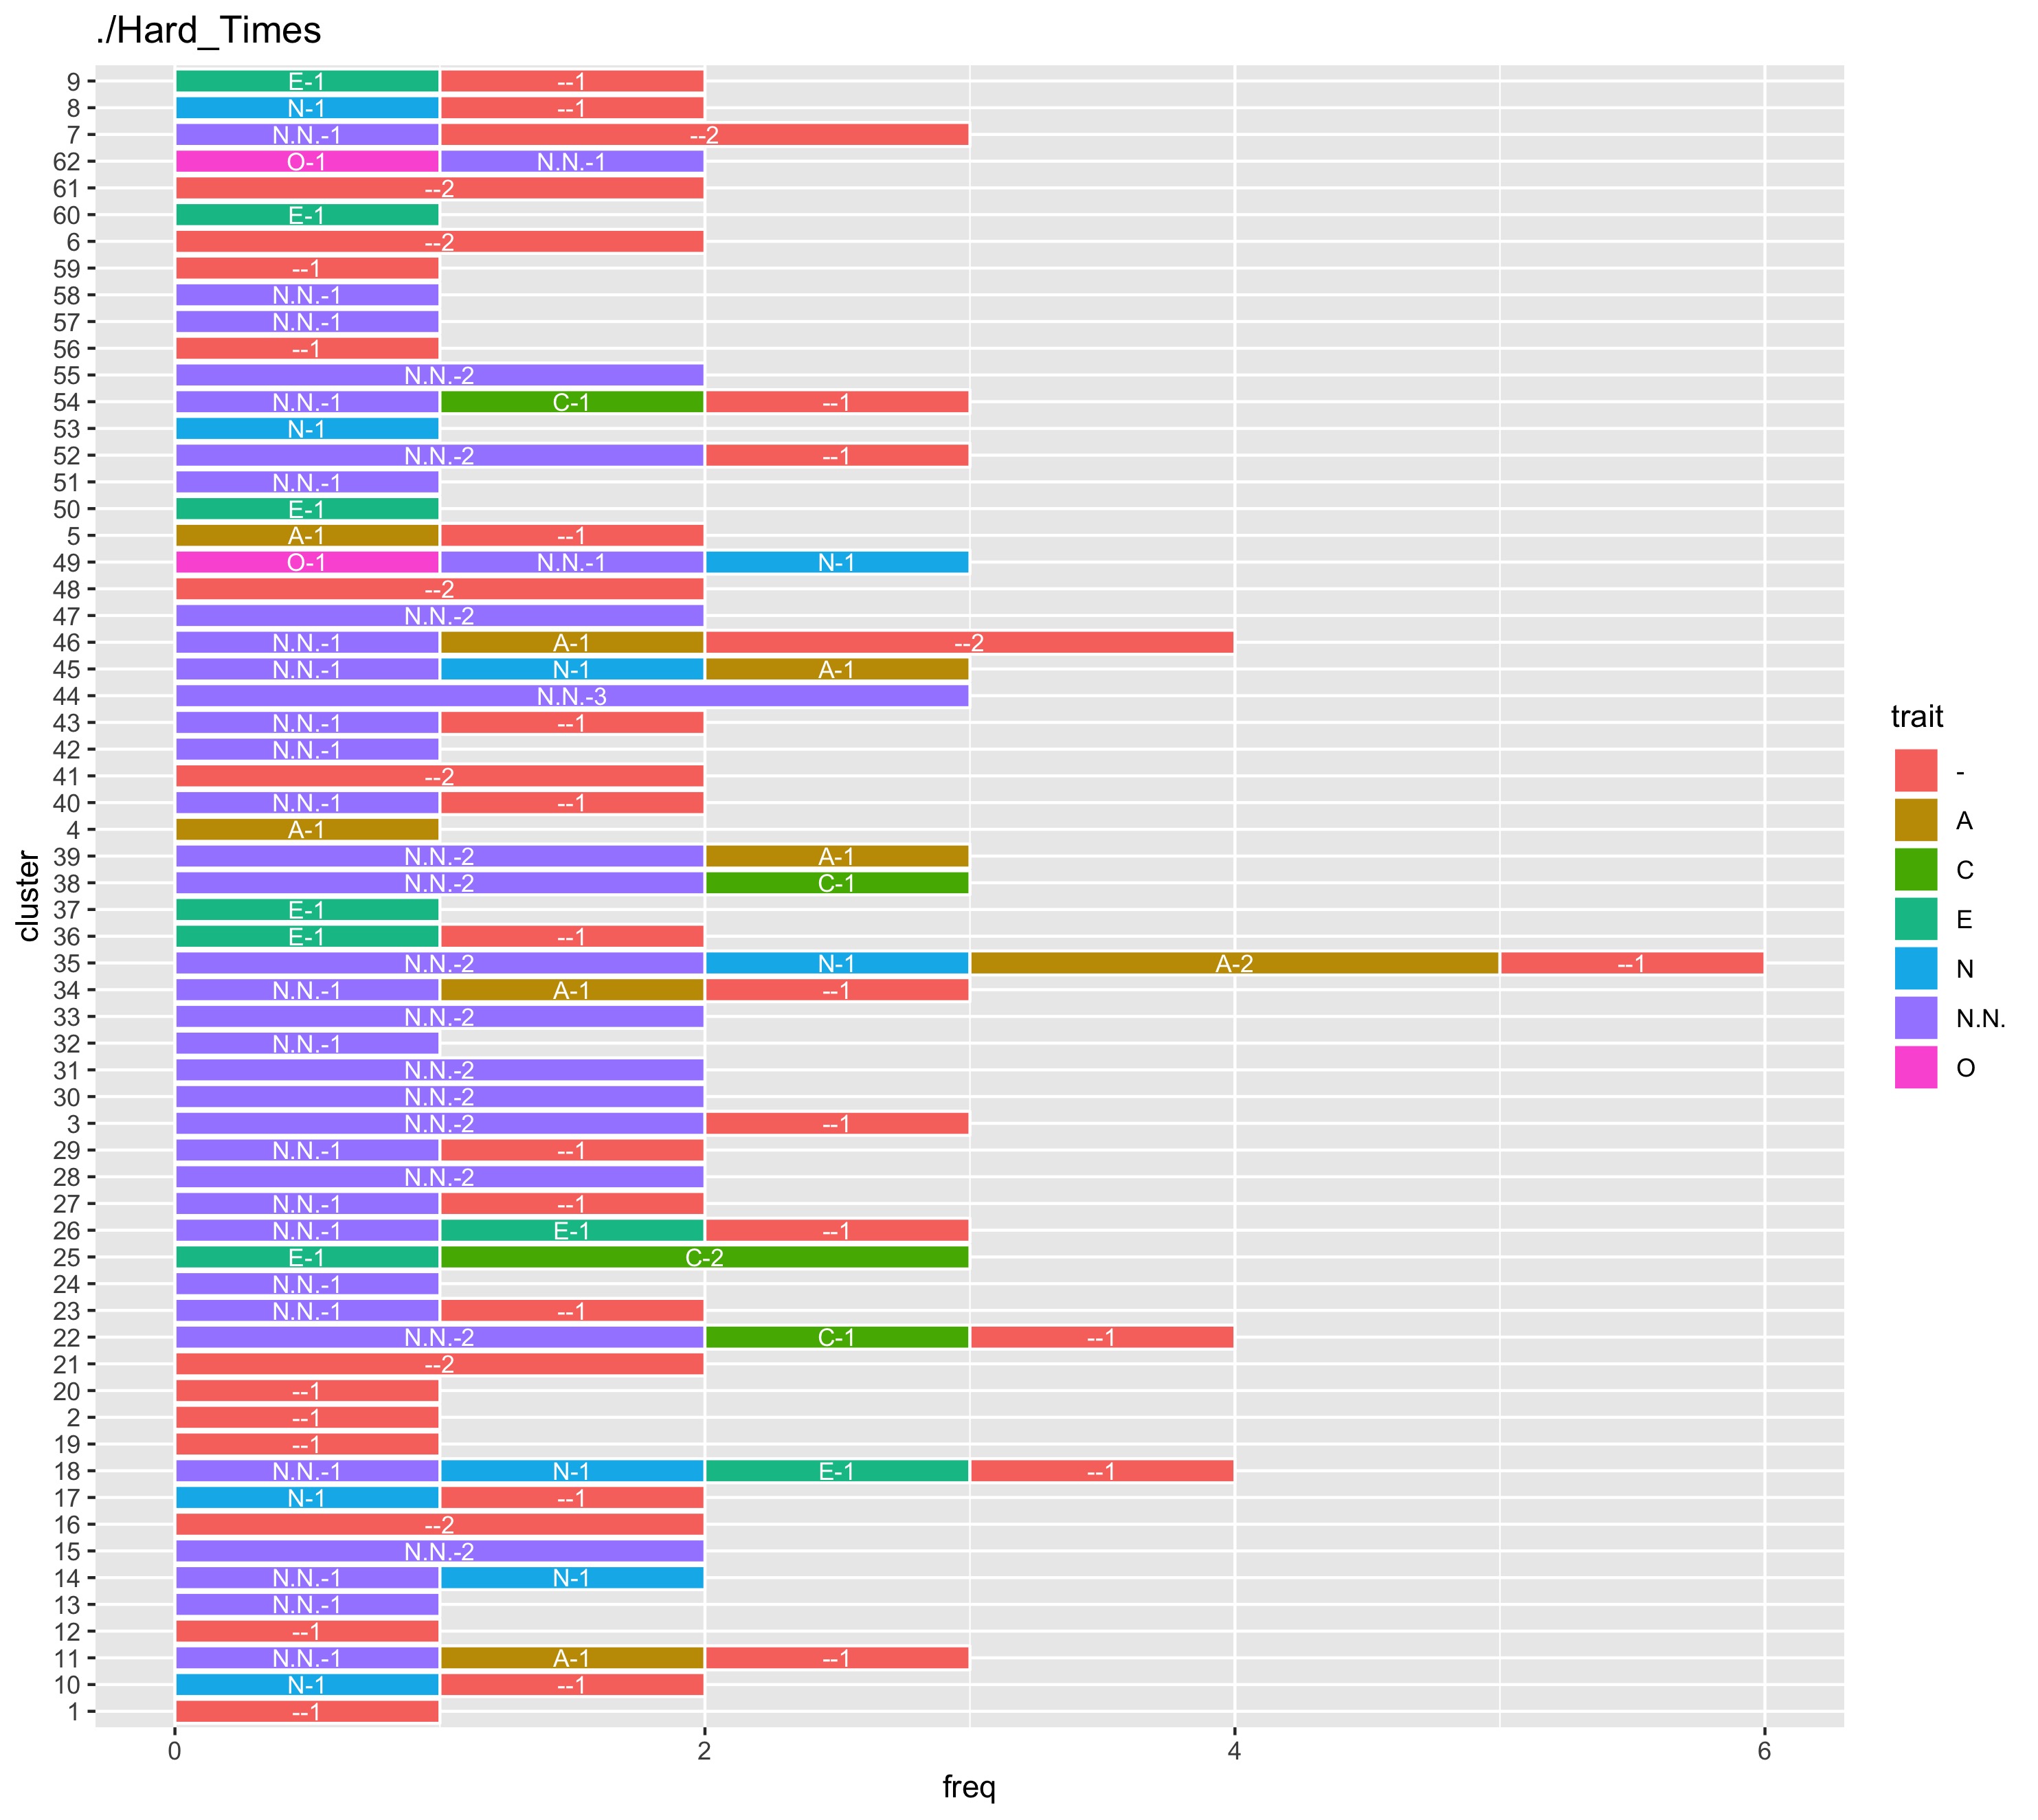 ./Hard_Times
9 E-1 --1
8 N-1 --1
7 N.N.-1 --2
62 O-1 N.N.-1
61 --2
60 E-1
6 --2
59 --1
58 N.N.-1
57 N.N.-1
56 --1
55 N.N.-2
54 N.N.-1 C-1 --1
53 N-1
52 N.N.-2 --1
51 N.N.-1
50 E-1
5 A-1 --1
49 O-1 N.N.-1 N-1
48 --2
47 N.N.-2
46 N.N.-1 A-1 --2
45 N.N.-1 N-1 A-1
44 N.N.-3
43 N.N.-1 --1
42 N.N.-1
41 --2
40 N.N.-1 --1
4 A-1
39 N.N.-2 A-1
38 N.N.-2 C-1
37 E-1
36 E-1 --1
35 N.N.-2 N-1 A-2 --1
34 N.N.-1 A-1 --1
33 N.N.-2
32 N.N.-1
31 N.N.-2
30 N.N.-2
3 N.N.-2 --1
29 N.N.-1 --1
28 N.N.-2
27 N.N.-1 --1
26 N.N.-1 E-1 --1
25 E-1 C-2
24 N.N.-1
23 N.N.-1 --1
22 N.N.-2 C-1 --1
21 --2
20 --1
2 --1
19 --1
18 N.N.-1 N-1 E-1 --1
17 N-1 --1
16 --2
15 N.N.-2
14 N.N.-1 N-1
13 N.N.-1
12 --1
11 N.N.-1 A-1 --1
10 N-1 --1
1 --1
0 2 4 6
freq
cluster
trait
-
A
C
E
N
N.N.
O